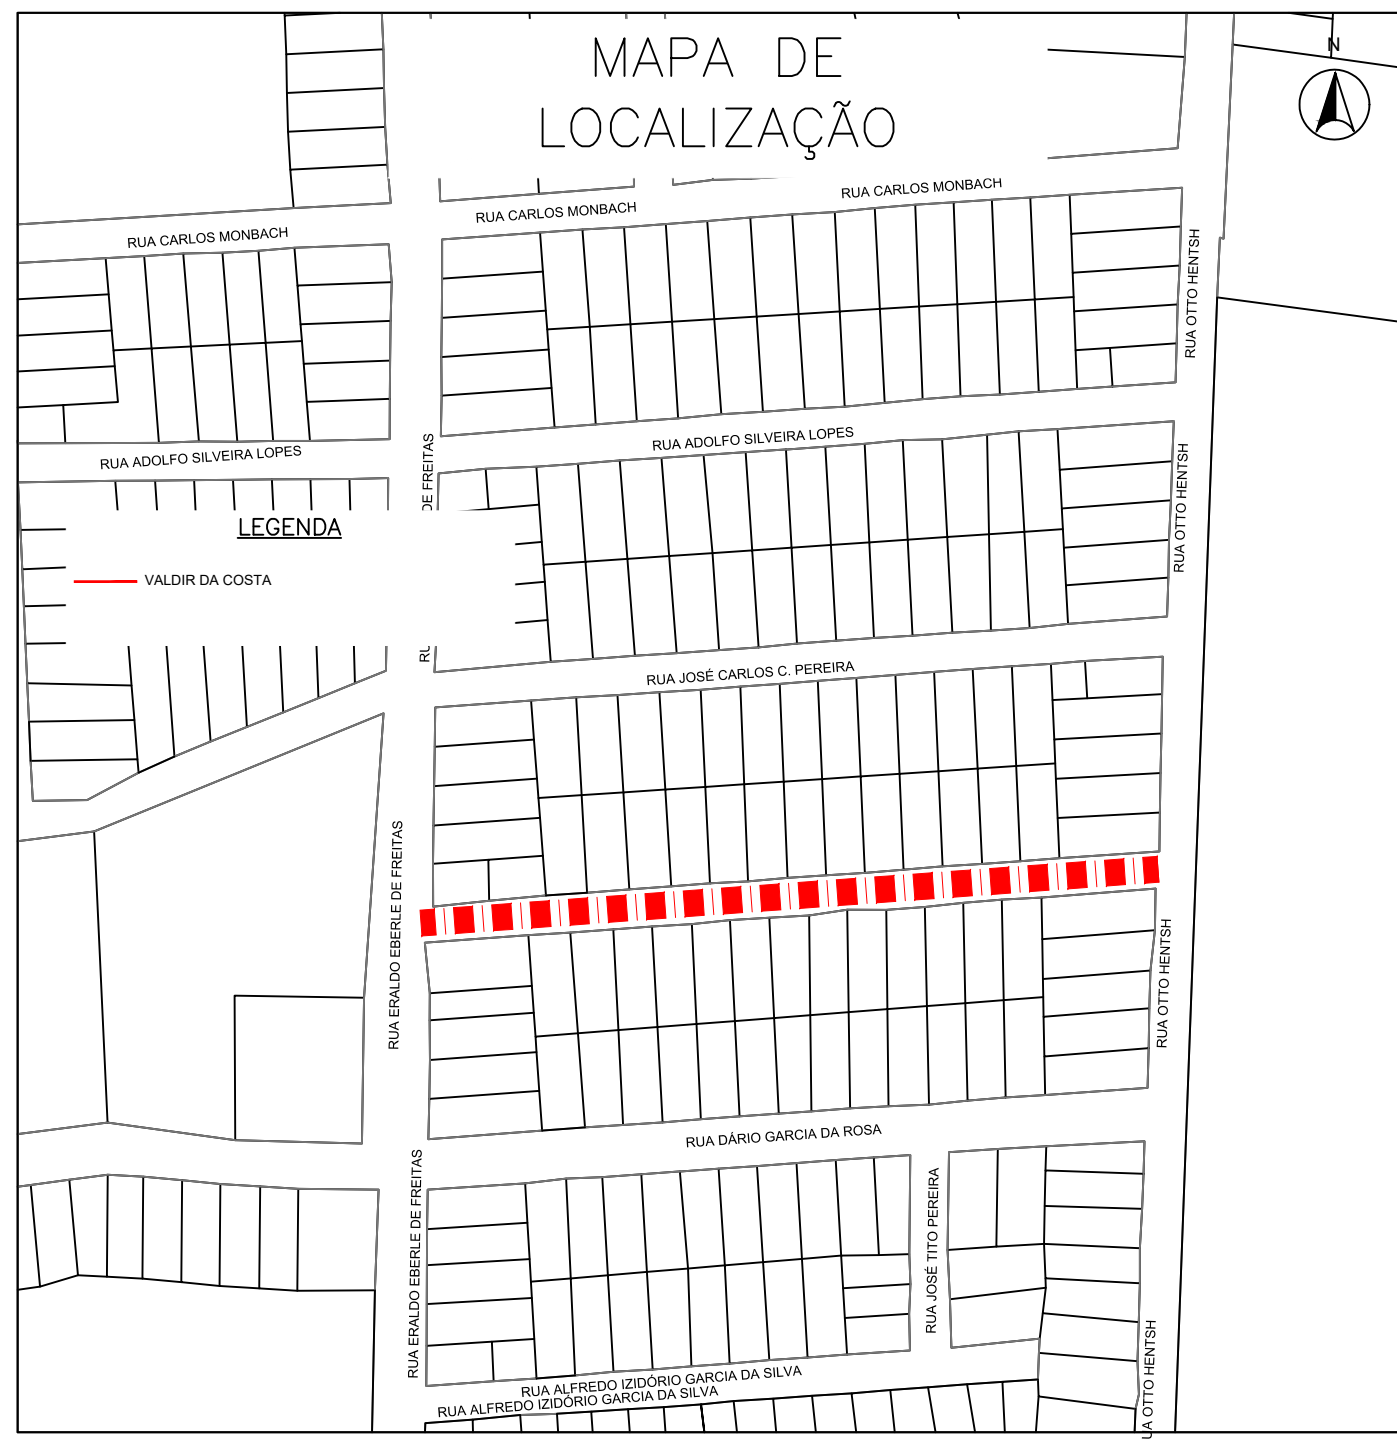 MAPA DE
LOCALIZAÇÃO
N
RUA CARLOS MONBACH
RUA CARLOS MONBACH
RUA CARLOS MONBACH
RUA OTTO HENTSH
RUA ADOLFO SILVEIRA LOPES
RUA ADOLFO SILVEIRA LOPES
DE FREITAS
RUA OTTO HENTSH
LEGENDA
VALDIR DA COSTA
RU
RUA JOSÉ CARLOS C. PEREIRA
RUA ERALDO EBERLE DE FREITAS
RUA OTTO HENTSH
RUA DÁRIO GARCIA DA ROSA
RUA ERALDO EBERLE DE FREITAS
RUA JOSÉ TITO PEREIRA
RUA OTTO HENTSH
RUA ALFREDO IZIDÓRIO GARCIA DA SILVA
RUA ALFREDO IZIDÓRIO GARCIA DA SILVA